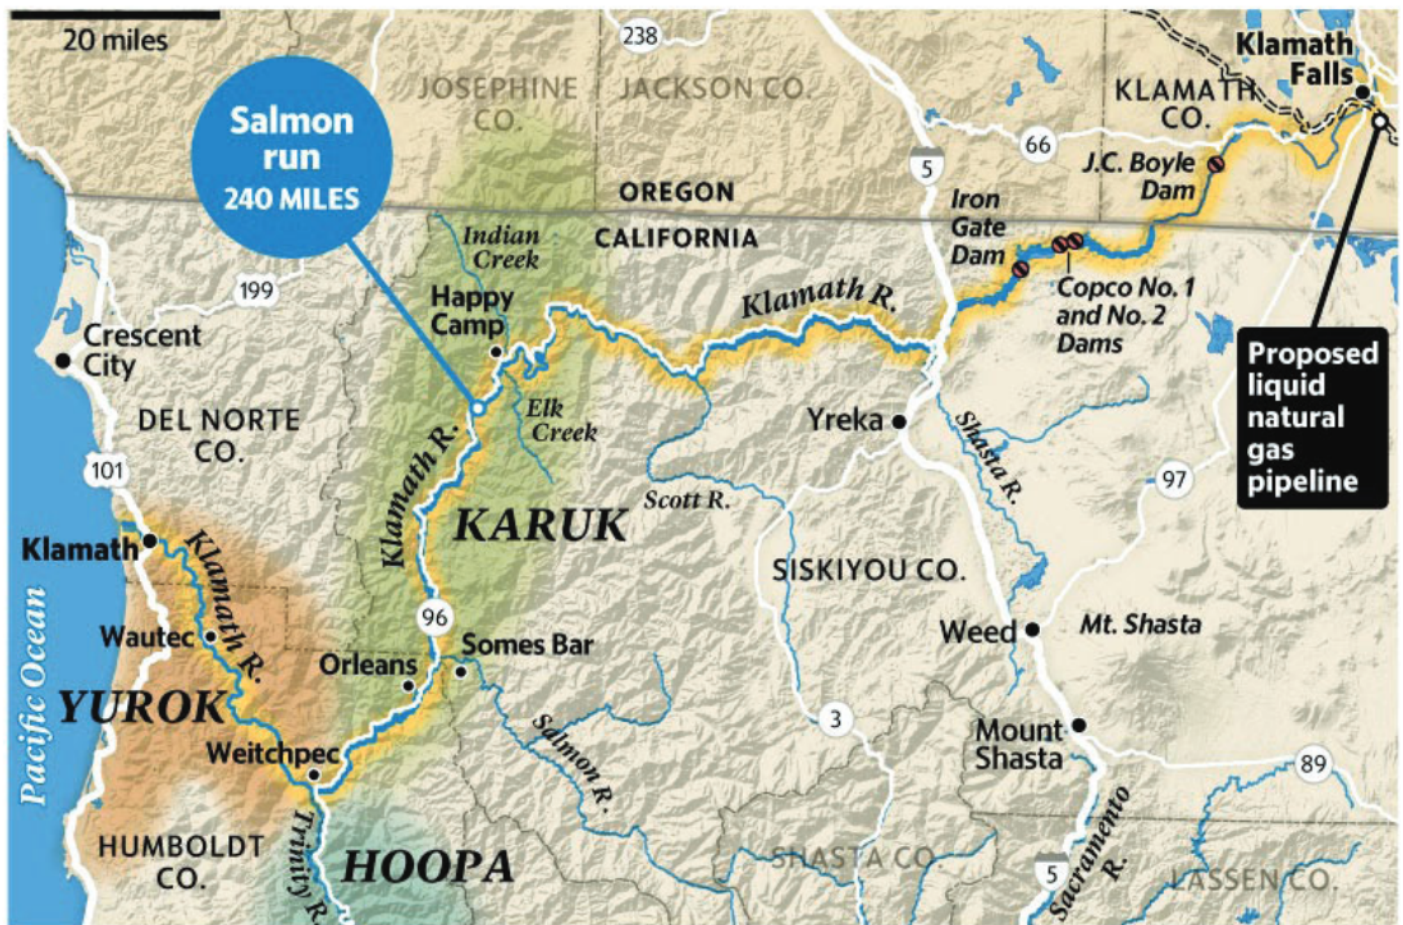 20 miles
238
Klamath
Falls
JOSEPHINE
CO.
JACKSON CO.
KLAMATH
CO.
Salmon
run
240 MILES
66
5
J.C. Boyle
Dam
OREGON
CALIFORNIA
Iron
Gate
Dam
Indian
Creek
199
Happy
Camp
Klamath R.
Copco No. 1
and No. 2
Dams
Crescent
City
Proposed
liquid
natural
gas
pipeline
DEL NORTE
CO.
Elk
Creek
Yreka
Shasta R.
Klamath R.
101
97
Scott R.
KARUK
Klamath
Klamath R.
SISKIYOU CO.
Pacific Ocean
96
Wautec
Somes Bar
Weed
Mt. Shasta
Orleans
YUROK
Salmon R.
3
Mount
Shasta
Weitchpec
89
Sacramento
R.
HUMBOLDT
CO.
Trinity R.
HOOPA
SHASTA CO.
5
LASSEN CO.